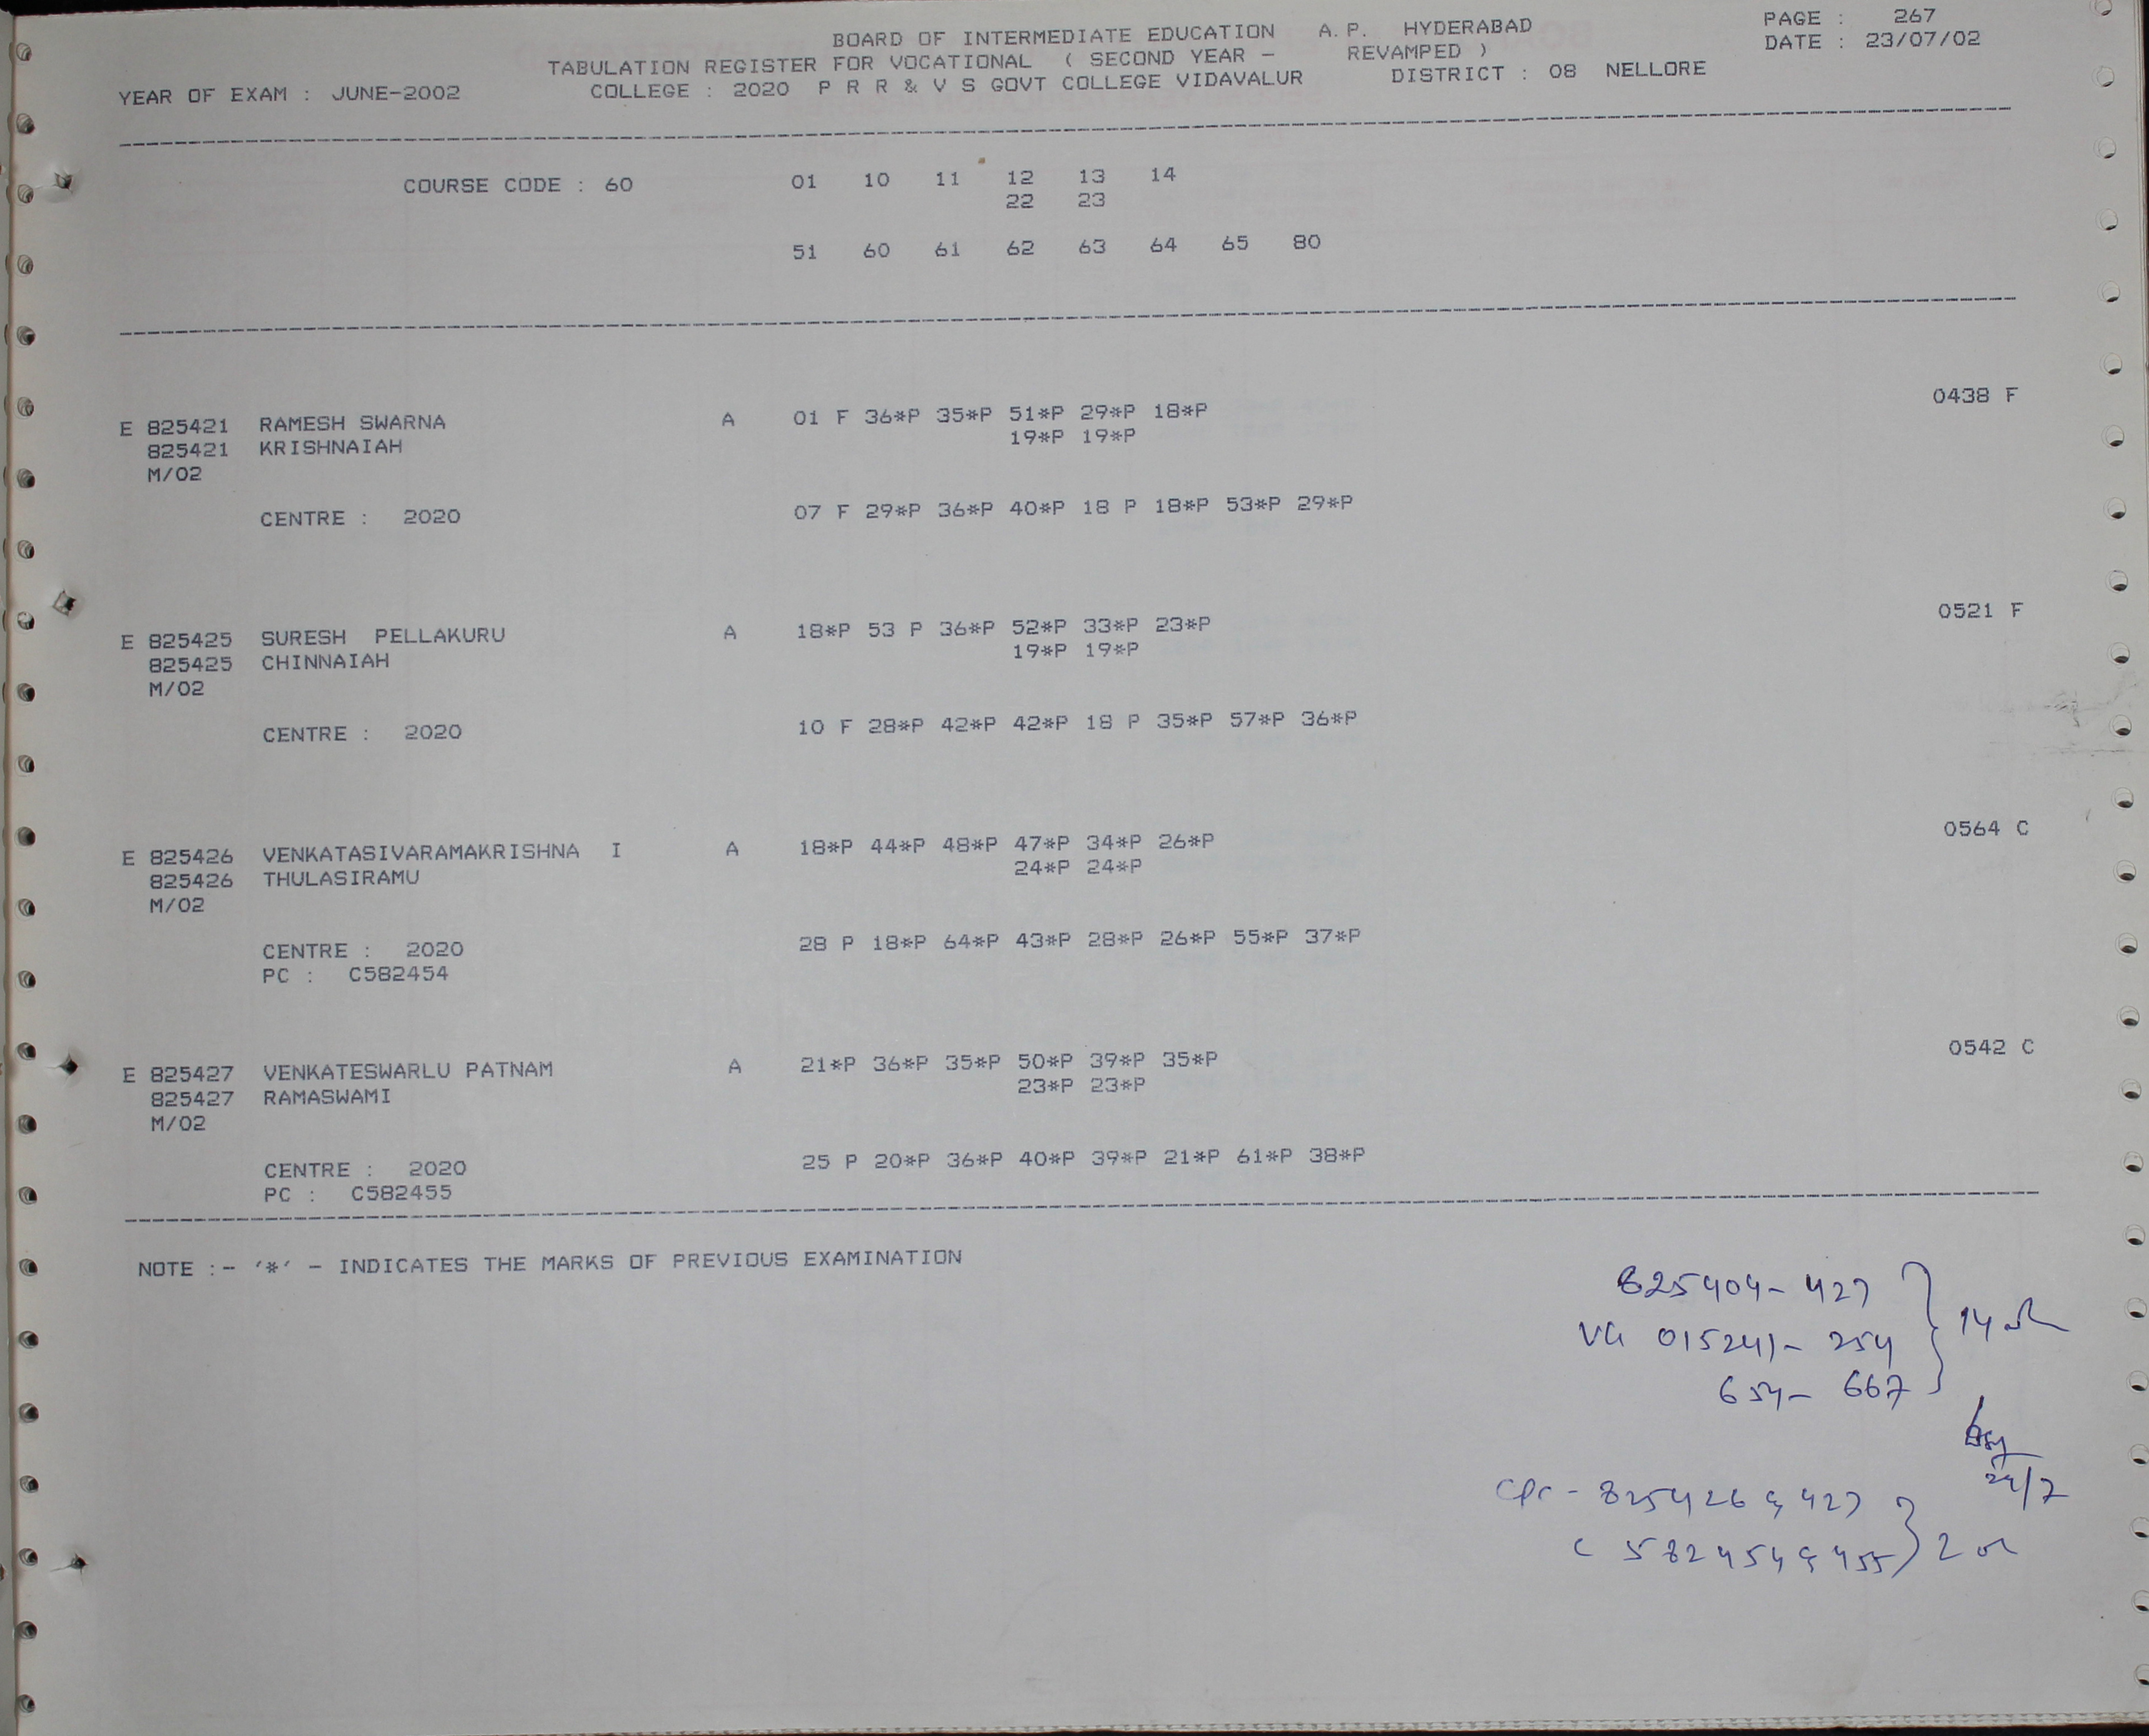 PAGE : 267
BOARD OF INTERMEDIATE EDUCATION A.P. HYDERABAD
DATE : 23/07/02
TABULATION REGISTER FOR VOCATIONAL ( SECOND YEAR - REVAMPED )
YEAR OF EXAM : JUNE-2002 COLLEGE : 2020 P R R & V S GOVT COLLEGE VIDAVALUR DISTRICT : 08 NELLORE
COURSE CODE : 60 01 10 11 12 13 14
22 23
51 60 61 62 63 64 65 80
E 825421 RAMESH SWARNA A 01 F 36*P 35*P 51*P 29*P 18*P 0438 F
825421 KRISHNAIAH 19*P 19*P
M/02
CENTRE : 2020 07 F 29*P 36*P 40*P 18 P 18*P 53*P 29*P
E 825425 SURESH PELLAKURU A 18*P 53 P 36*P 52*P 33*P 23*P 0521 F
825425 CHINNAIAH 19*P 19*P
M/02
CENTRE : 2020 10 F 28*P 42*P 42*P 18 P 35*P 57*P 36*P
E 825426 VENKATASIVARAMAKRISHNA I A 18*P 44*P 48*P 47*P 34*P 26*P 0564 C
825426 THULASIRAMU 24*P 24*P
M/02
CENTRE : 2020 28 P 18*P 64*P 43*P 28*P 26*P 55*P 37*P
PC : C582454
E 825427 VENKATESWARLU PATNAM A 21*P 36*P 35*P 50*P 39*P 35*P 0542 C
825427 RAMASWAMI 23*P 23*P
M/02
CENTRE : 2020 25 P 20*P 36*P 40*P 39*P 21*P 61*P 38*P
PC : C582455
NOTE :- '*' - INDICATES THE MARKS OF PREVIOUS EXAMINATION
825404- 427
VG 015241- 254 14
654- 667
24/7
825426 & 427
C 582454 & 455 2